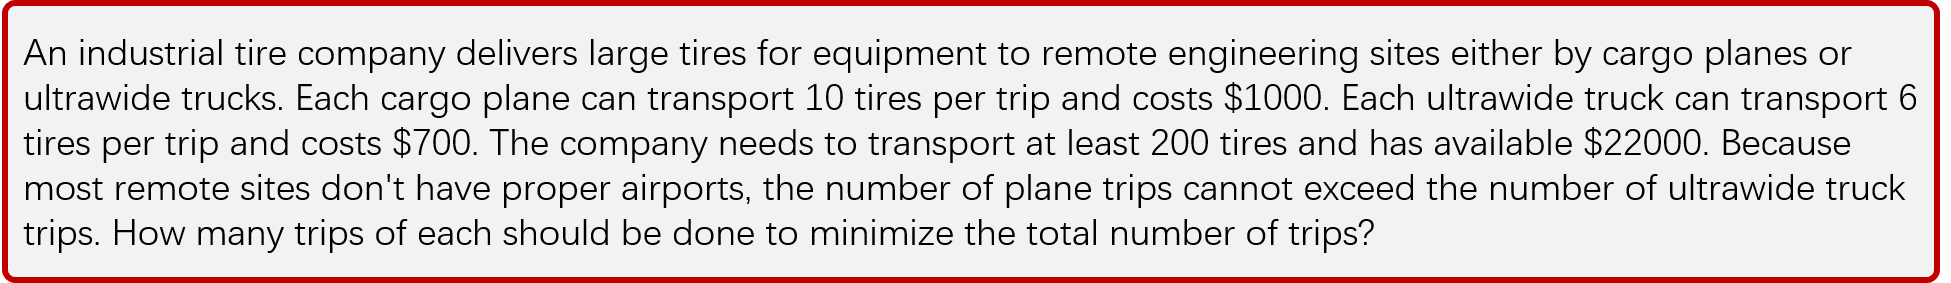 An industrial tire company delivers large tires for equipment to remote engineering sites either by cargo planes or
ultrawide trucks. Each cargo plane can transport 10 tires per trip and costs $1000. Each ultrawide truck can transport 6
tires per trip and costs $700. The company needs to transport at least 200 tires and has available $22000. Because
most remote sites don't have proper airports, the number of plane trips cannot exceed the number of ultrawide truck
trips. How many trips of each should be done to minimize the total number of trips?